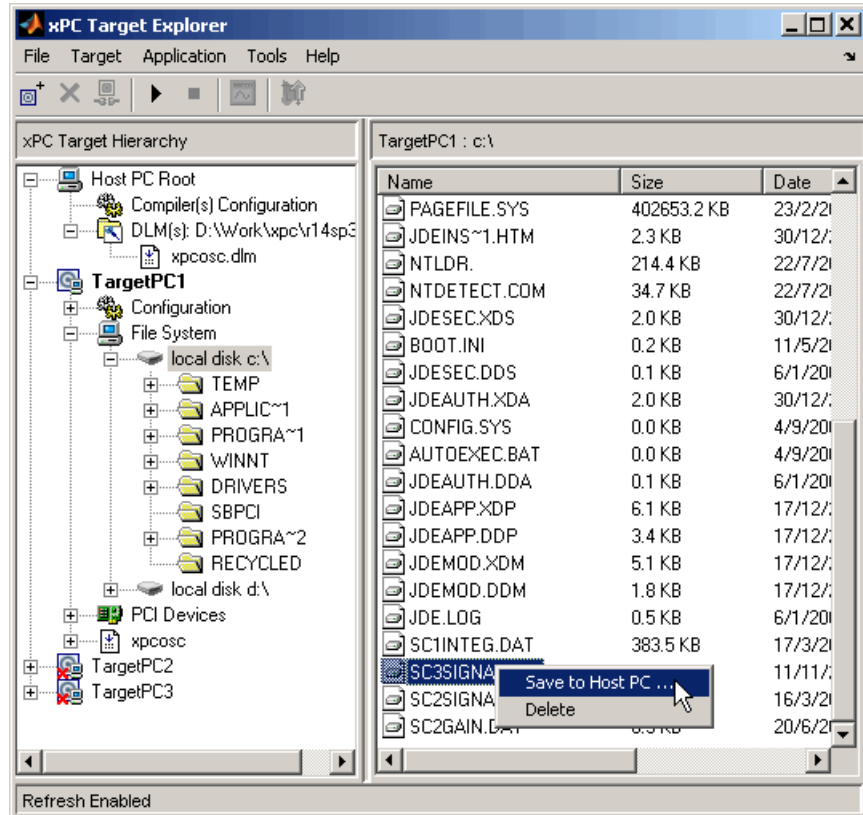 xPC Target Explorer
File Target Application Tools Help
xPC Target Hierarchy
Host PC Root
Compiler(s) Configuration
DLM(s): D:\Work\xpc\r14sp3
xpcosc.dlm
TargetPC1
Configuration
File System
local disk c:\
TEMP
APPLIC~1
PROGRA~1
WINNT
DRIVERS
SBPCI
PROGRA~2
RECYCLED
local disk d:\
PCI Devices
xpcosc
TargetPC2
TargetPC3
TargetPC1 : c:\
Name Size Date
PAGEFILE.SYS 402653.2 KB 23/2/2
JDEINS~1.HTM 2.3 KB 30/12/
NTLDR. 214.4 KB 22/7/2
NTDETECT.COM 34.7 KB 22/7/2
JDESEC.XDS 2.0 KB 30/12/
BOOT.INI 0.2 KB 11/5/2
JDESEC.DDS 0.1 KB 6/1/20
JDEAUTH.XDA 2.0 KB 30/12/
CONFIG.SYS 0.0 KB 4/9/20
AUTOEXEC.BAT 0.0 KB 4/9/20
JDEAUTH.DDA 0.1 KB 6/1/20
JDEAPP.XDP 6.1 KB 17/12/
JDEAPP.DDP 3.4 KB 17/12/
JDEMOD.XDM 5.1 KB 17/12/
JDEMOD.DDM 1.8 KB 17/12/
JDE.LOG 0.5 KB 6/1/20
SC1INTEG.DAT 383.5 KB 17/3/2
SC3SIGNA 11/11/
SC2SIGNA 16/3/2
SC2GAIN.DAT 20/6/2
Save to Host PC ...
Delete
Refresh Enabled